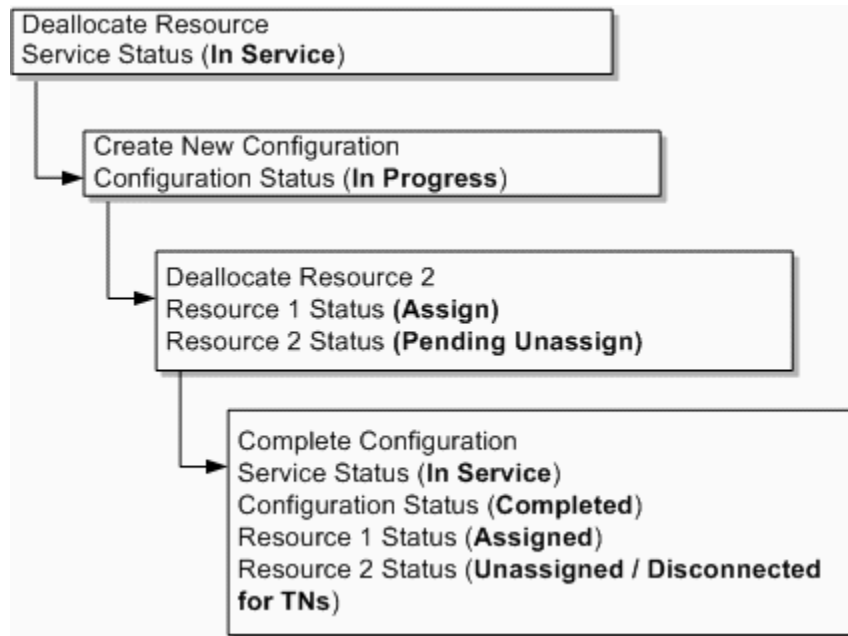 Deallocate Resource
Service Status (In Service)
Create New Configuration
Configuration Status (In Progress)
Deallocate Resource 2
Resource 1 Status (Assign)
Resource 2 Status (Pending Unassign)
Complete Configuration
Service Status (In Service)
Configuration Status (Completed)
Resource 1 Status (Assigned)
Resource 2 Status (Unassigned / Disconnected
for TNs)